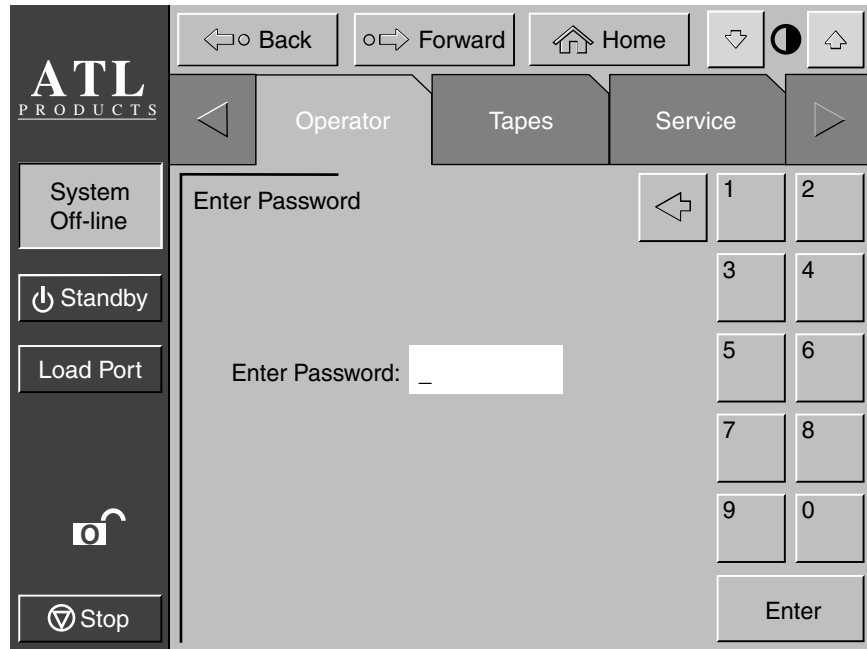 ATL
PRODUCTS
Back
Forward
Home
Operator
Tapes
Service
System
Off-line
Standby
Load Port
O
Stop
Enter Password
Enter Password: _
1
2
3
4
5
6
7
8
9
0
Enter